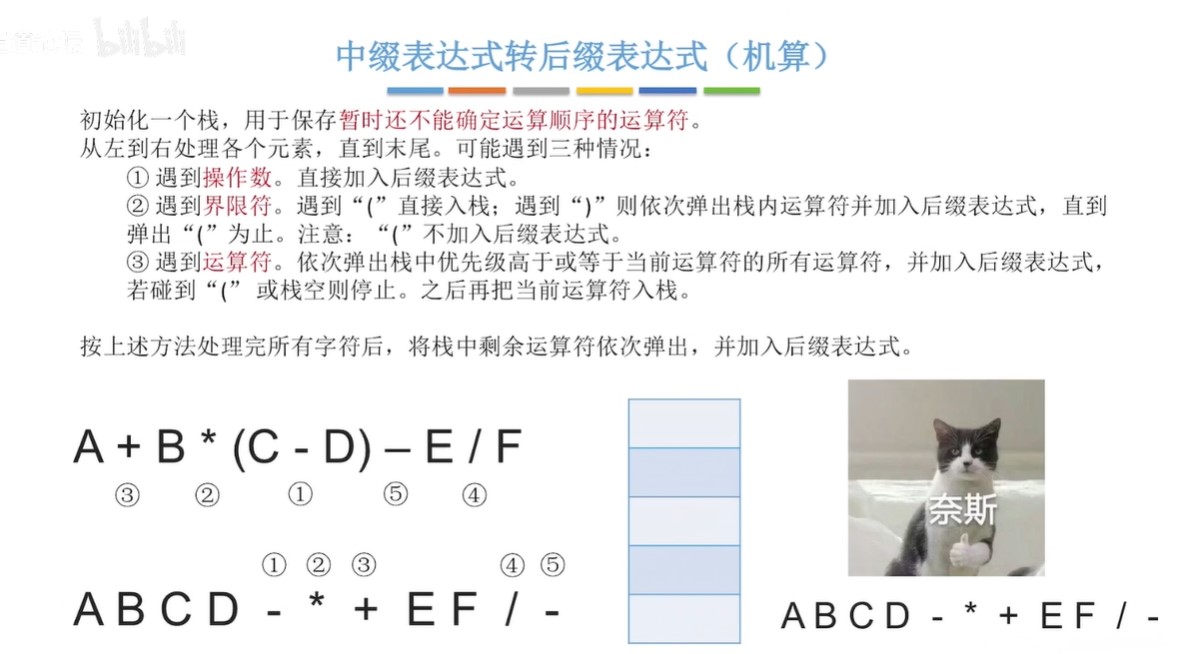 bilibili
中缀表达式转后缀表达式（机算）
初始化一个栈，用于保存暂时还不能确定运算顺序的运算符。
从左到右处理各个元素，直到末尾。可能遇到三种情况：
① 遇到操作数。直接加入后缀表达式。
② 遇到界限符。遇到“(”直接入栈；遇到“)”则依次弹出栈内运算符并加入后缀表达式，直到
弹出“(”为止。注意：“(”不加入后缀表达式。
③ 遇到运算符。依次弹出栈中优先级高于或等于当前运算符的所有运算符，并加入后缀表达式，
若碰到“(” 或栈空则停止。之后再把当前运算符入栈。
按上述方法处理完所有字符后，将栈中剩余运算符依次弹出，并加入后缀表达式。
A + B * (C - D) – E / F
③ ② ① ⑤ ④
① ② ③ ④ ⑤
A B C D - * + E F / -
奈斯
A B C D - * + E F / -